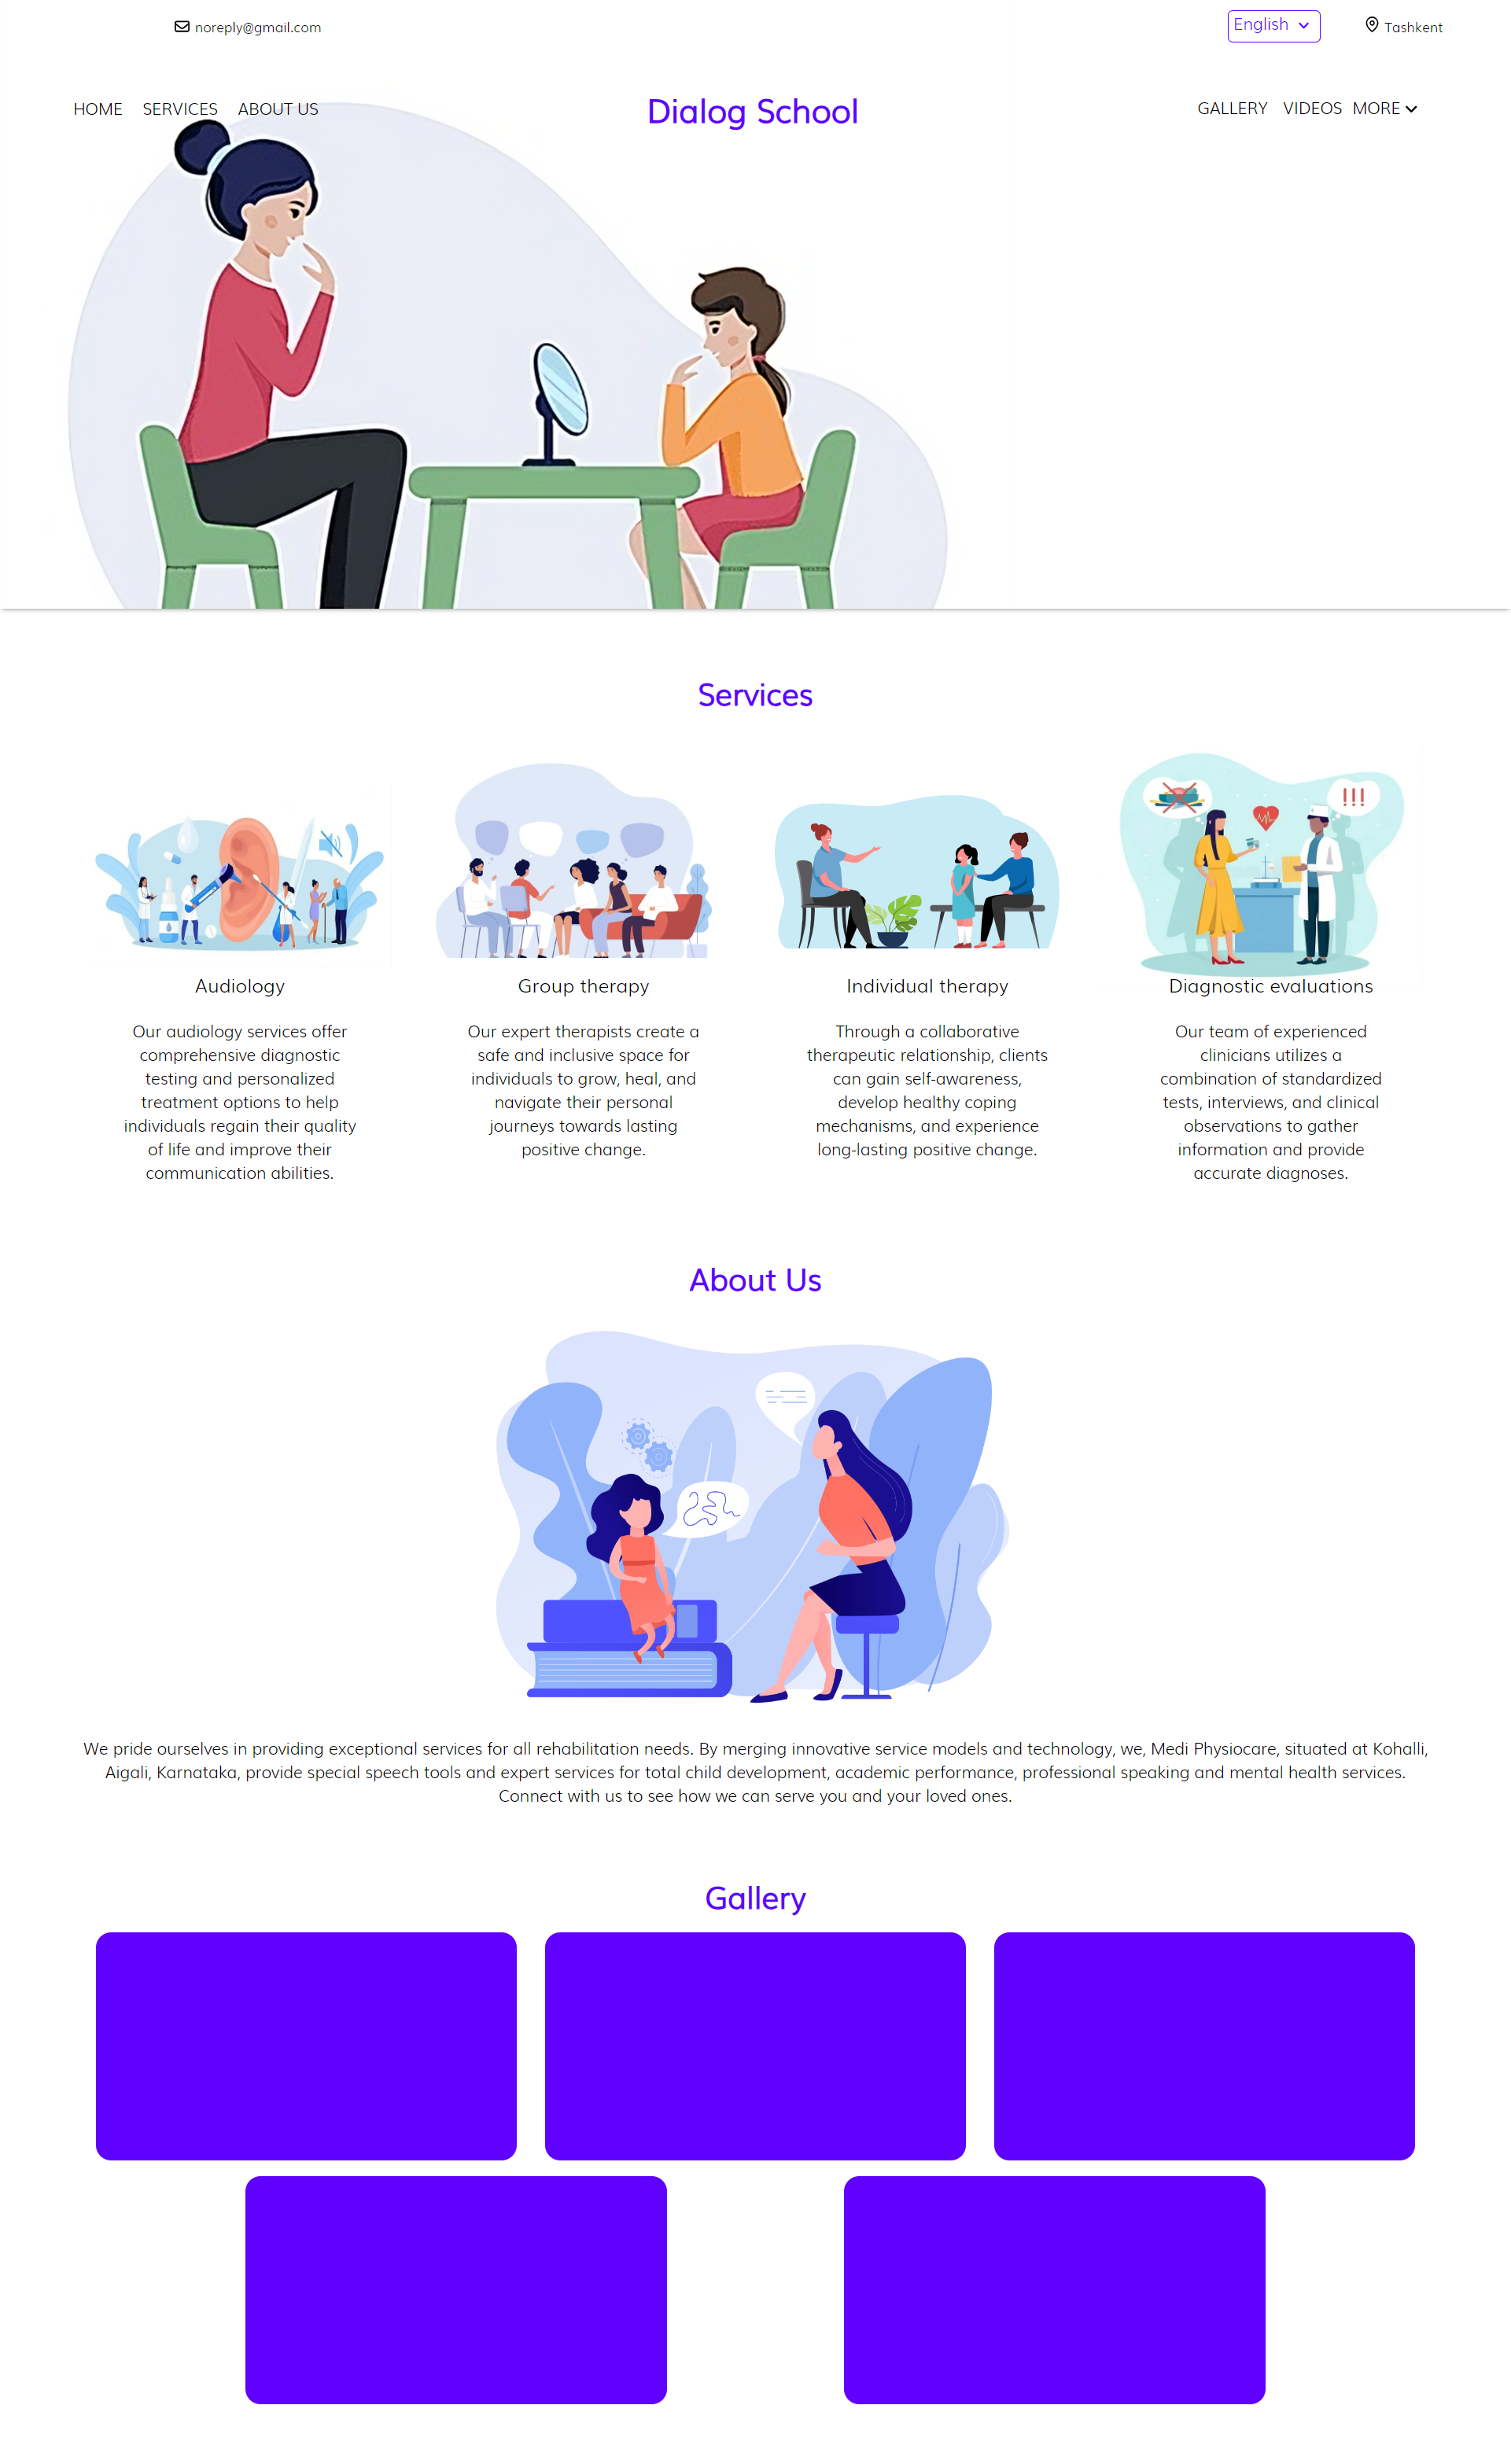 noreply@gmail.com
English
Tashkent
HOME SERVICES ABOUT US
Dialog School
GALLERY VIDEOS MORE
Services
!!!
Audiology
Our audiology services offer
comprehensive diagnostic
testing and personalized
treatment options to help
individuals regain their quality
of life and improve their
communication abilities.
Group therapy
Our expert therapists create a
safe and inclusive space for
individuals to grow, heal, and
navigate their personal
journeys towards lasting
positive change.
Individual therapy
Through a collaborative
therapeutic relationship, clients
can gain self-awareness,
develop healthy coping
mechanisms, and experience
long-lasting positive change.
Diagnostic evaluations
Our team of experienced
clinicians utilizes a
combination of standardized
tests, interviews, and clinical
observations to gather
information and provide
accurate diagnoses.
About Us
We pride ourselves in providing exceptional services for all rehabilitation needs. By merging innovative service models and technology, we, Medi Physiocare, situated at Kohalli,
Aigali, Karnataka, provide special speech tools and expert services for total child development, academic performance, professional speaking and mental health services.
Connect with us to see how we can serve you and your loved ones.
Gallery